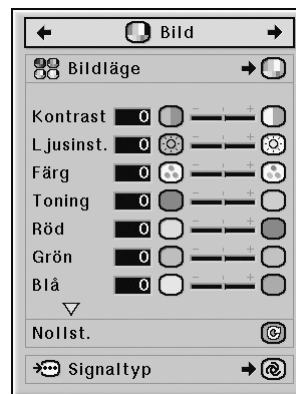 Bild
Bildläge
Kontrast 0
Ljusinst. 0
Färg 0
Toning 0
Röd 0
Grön 0
Blå 0
Nollst.
Signaltyp